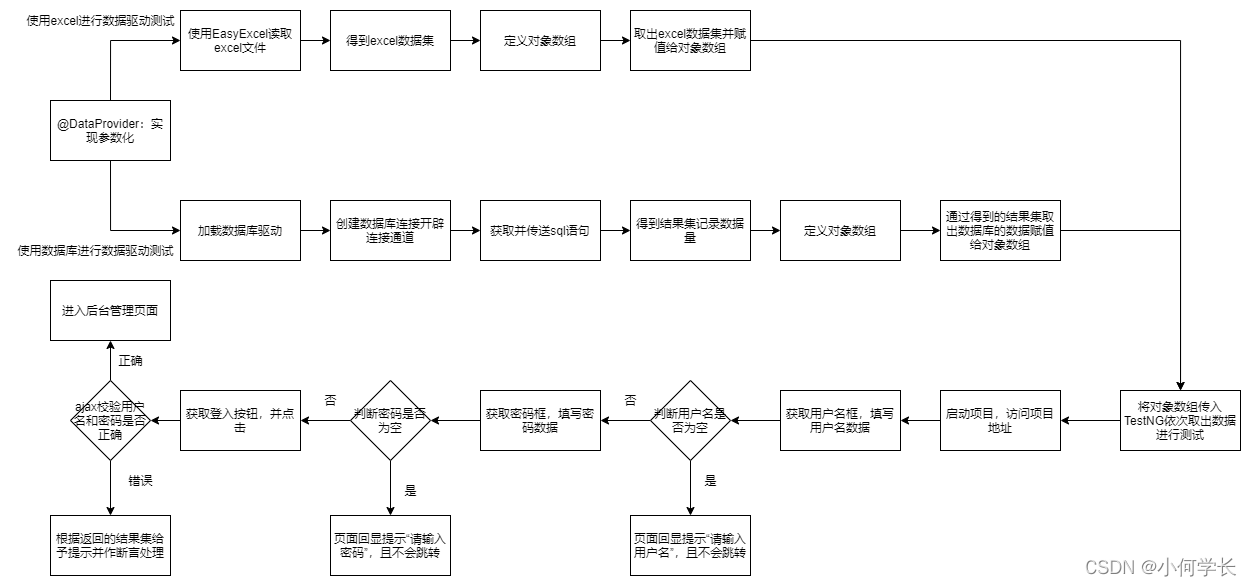 使用excel进行数据驱动测试
使用EasyExcel读取
excel文件
得到excel数据集
定义对象数组
取出excel数据集并赋
值给对象数组
@DataProvider：实
现参数化
加载数据库驱动
创建数据库连接开辟
连接通道
获取并传送sql语句
得到结果集记录数据
量
定义对象数组
通过得到的结果集取
出数据库的数据赋值
给对象数组
使用数据库进行数据驱动测试
进入后台管理页面
正确
ajax校验用户
名和密码是否
正确
获取登入按钮，并点
击
否
判断密码是否
为空
获取密码框，填写密
码数据
否
判断用户名是
否为空
获取用户名框，填写
用户名数据
启动项目，访问项目
地址
将对象数组传入
TestNG依次取出数据
进行测试
错误
是
是
根据返回的结果集给
予提示并作断言处理
页面回显提示“请输入
密码”，且不会跳转
页面回显提示“请输入
用户名”，且不会跳转
CSDN @小何学长